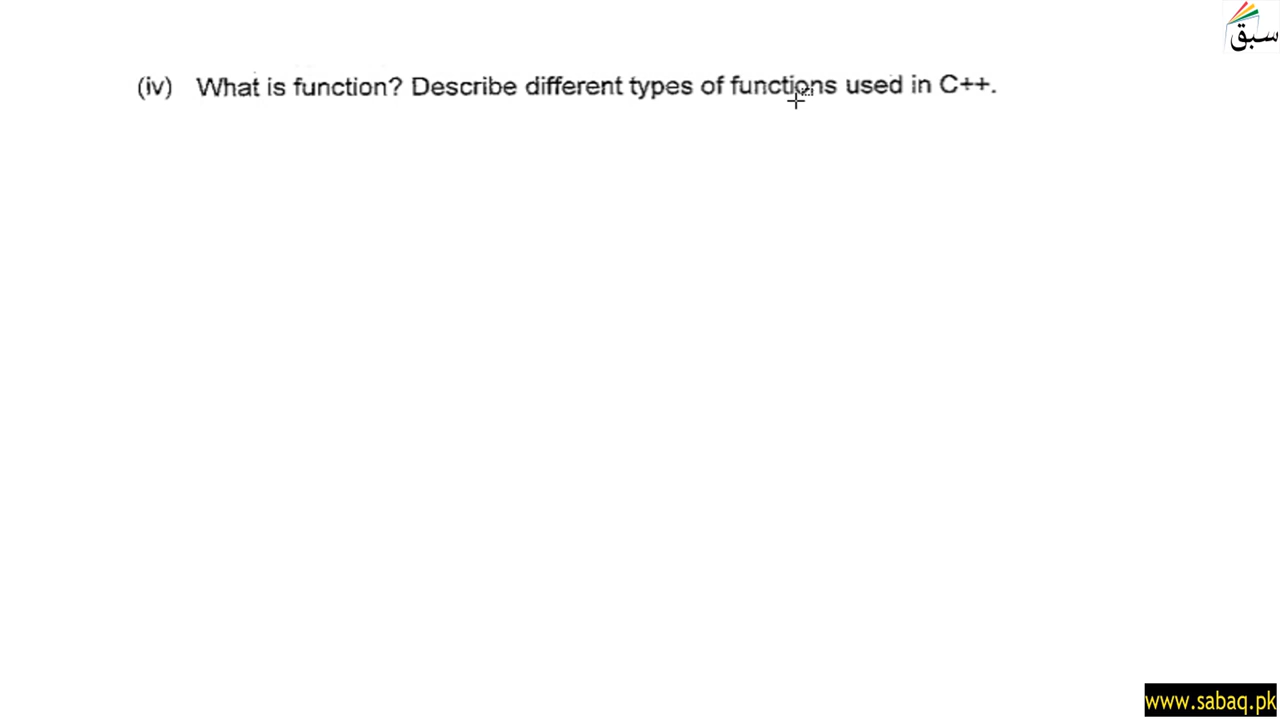 سبق
(iv) What is function? Describe different types of functions used in C++.
www.sabaq.pk